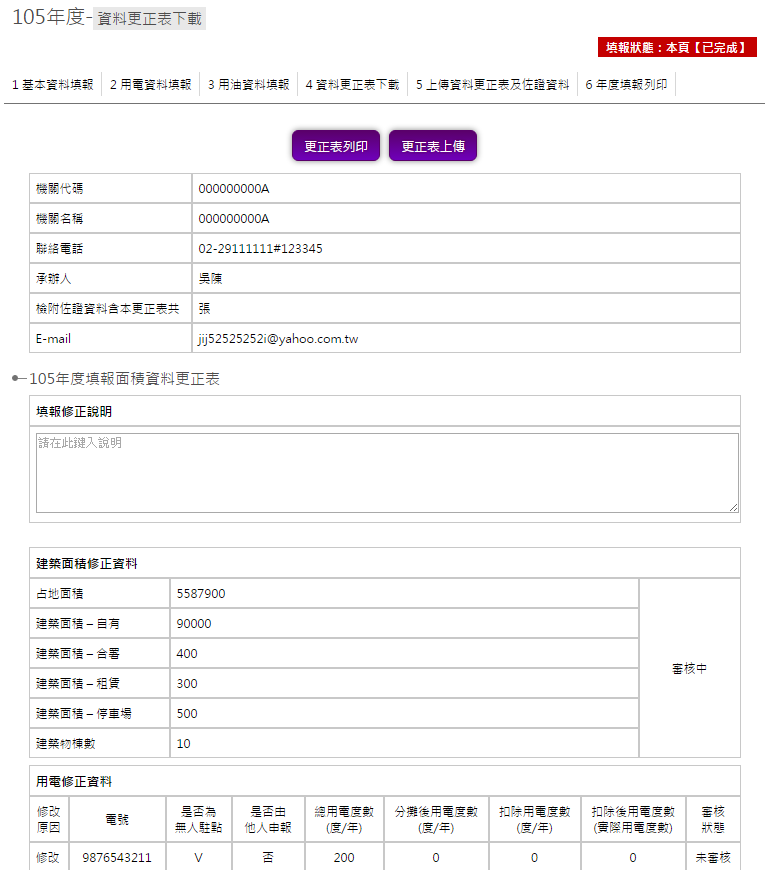 105年度-資料更正表下載
填報狀態：本頁【已完成】
1 基本資料填報 2 用電資料填報 3 用油資料填報 4 資料更正表下載 5 上傳資料更正表及佐證資料 6 年度填報列印
更正表列印 更正表上傳
機關代碼 000000000A
機關名稱 000000000A
聯絡電話 02-29111111#123345
承辦人 吳陳
檢附佐證資料含本更正表共 張
E-mail jij52525252i@yahoo.com.tw
105年度填報面積資料更正表
填報修正說明
請在此鍵入說明
建築面積修正資料
占地面積 5587900
建築面積 – 自有 90000
建築面積 – 合署 400
建築面積 – 租賃 300
審核中
建築面積 – 停車場 500
建築物棟數 10
用電修正資料
修改原因 電號 是否為無人駐點 是否由他人申報 總用電度數(度/年) 分攤後用電度數(度/年) 扣除用電度數(度/年) 扣除後用電度數(實際用電度數) 審核狀態
修改 9876543211 V 否 200 0 0 0 未審核